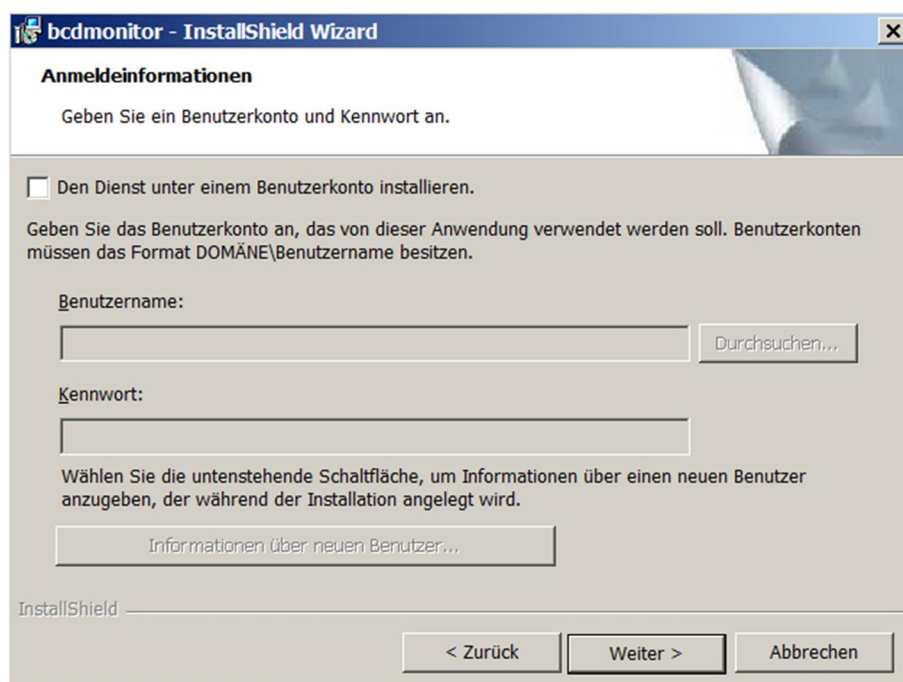 bcdmonitor - InstallShield Wizard
Anmeldeinformationen
Geben Sie ein Benutzerkonto und Kennwort an.
Den Dienst unter einem Benutzerkonto installieren.
Geben Sie das Benutzerkonto an, das von dieser Anwendung verwendet werden soll. Benutzerkonten
müssen das Format DOMÄNE\Benutzername besitzen.
Benutzername:
Durchsuchen...
Kennwort:
Wählen Sie die untenstehende Schaltfläche, um Informationen über einen neuen Benutzer
anzugeben, der während der Installation angelegt wird.
Informationen über neuen Benutzer...
InstallShield
< Zurück
Weiter >
Abbrechen